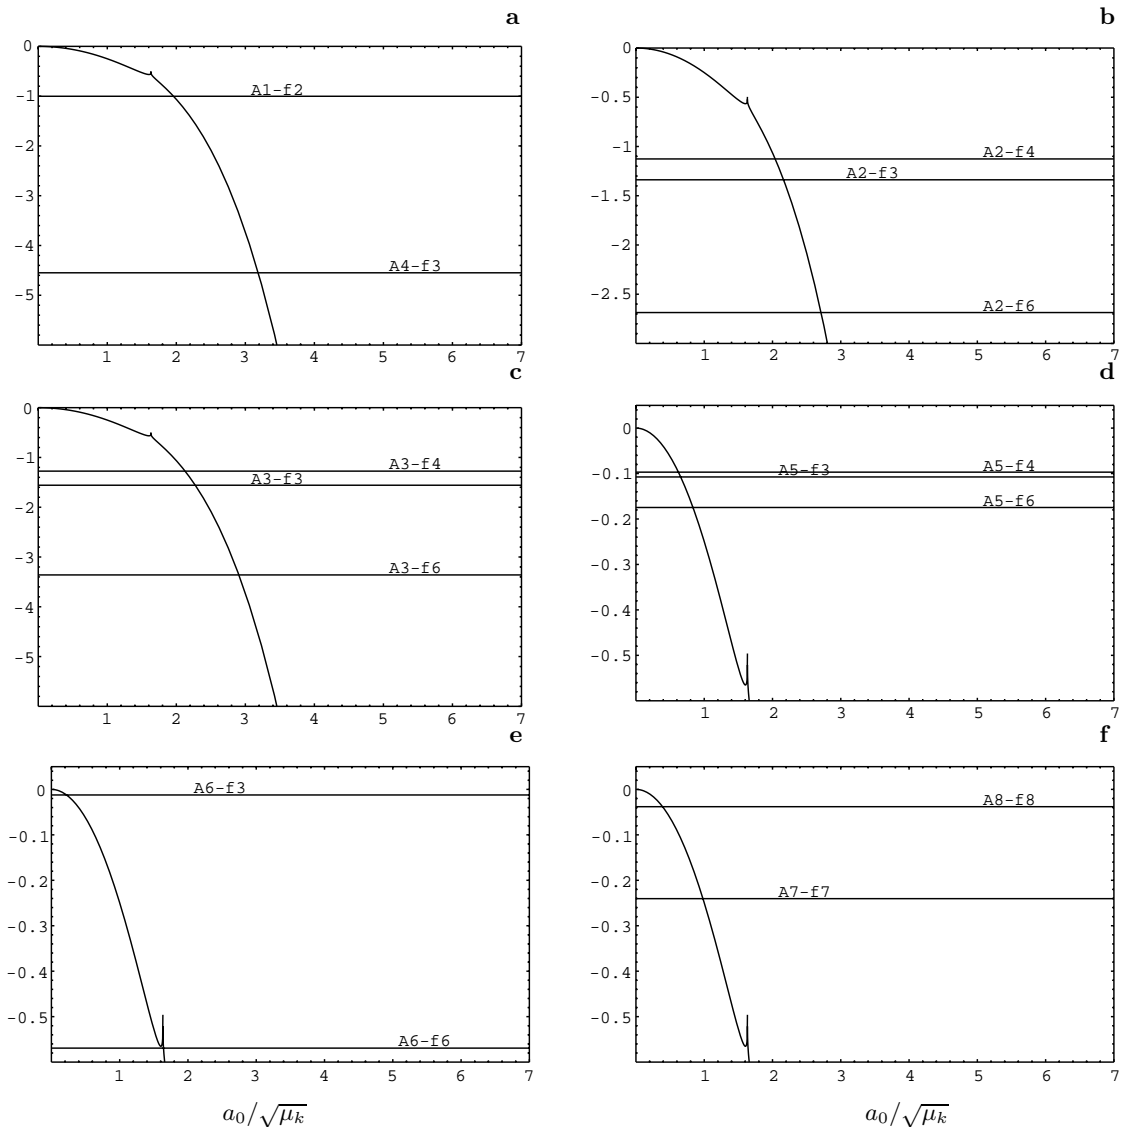 a
0
-1
-2
-3
-4
-5
A1-f2
A4-f3
1 2 3 4 5 6 7
b
0
-0.5
-1
-1.5
-2
-2.5
A2-f4
A2-f3
A2-f6
1 2 3 4 5 6 7
c
0
-1
-2
-3
-4
-5
A3-f4
A3-f3
A3-f6
1 2 3 4 5 6 7
d
0
-0.1
-0.2
-0.3
-0.4
-0.5
A5-f3
A5-f4
A5-f6
1 2 3 4 5 6 7
e
0
-0.1
-0.2
-0.3
-0.4
-0.5
A6-f3
A6-f6
1 2 3 4 5 6 7
a₀/√μₖ
f
0
-0.1
-0.2
-0.3
-0.4
-0.5
A8-f8
A7-f7
1 2 3 4 5 6 7
a₀/√μₖ